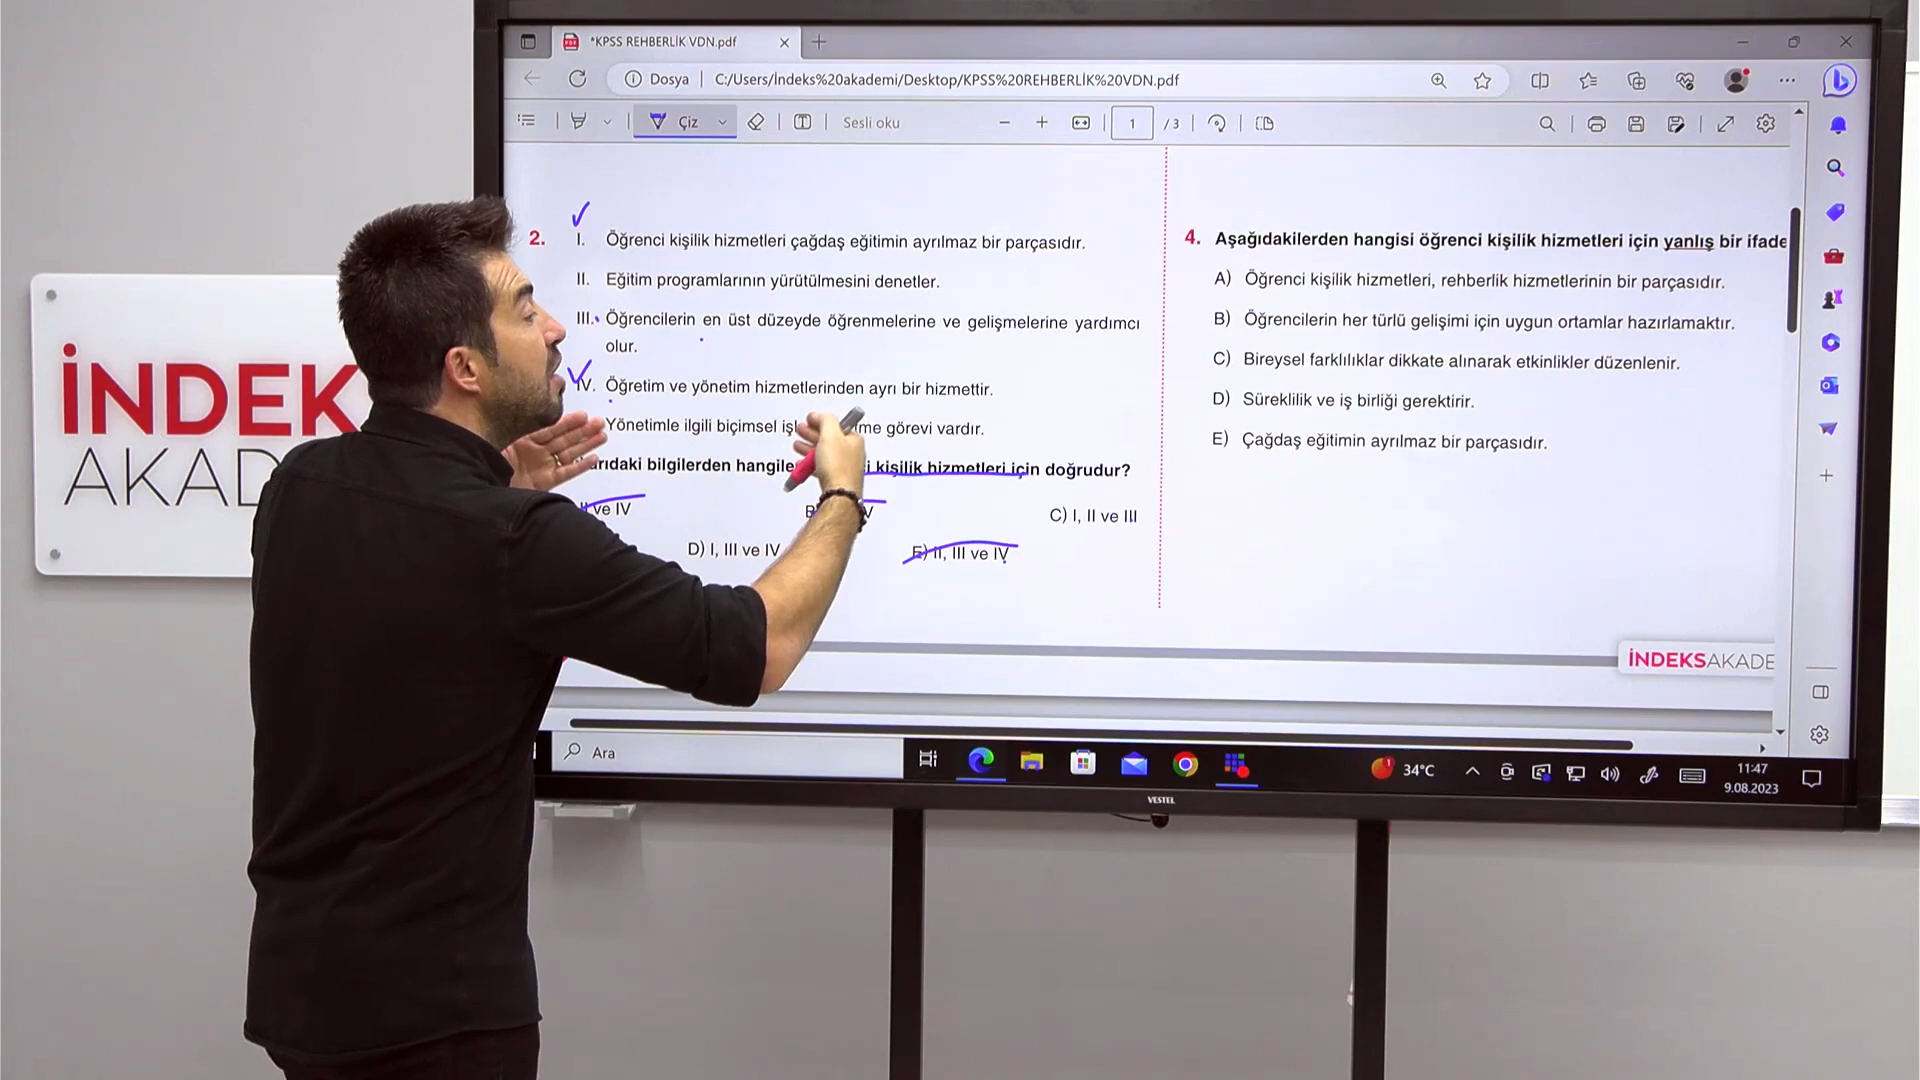 *KPSS REHBERLİK VDN.pdf
Dosya
C:/Users/İndeks%20akademi/Desktop/KPSS%20REHBERLİK%20VDN.pdf
Çiz
Sesli oku
1
/ 3
2.
I. Öğrenci kişilik hizmetleri çağdaş eğitimin ayrılmaz bir parçasıdır.
II. Eğitim programlarının yürütülmesini denetler.
III. Öğrencilerin en üst düzeyde öğrenmelerine ve gelişmelerine yardımcı
olur.
IV. Öğretim ve yönetim hizmetlerinden ayrı bir hizmettir.
Yönetimle ilgili biçimsel görevi vardır.
bilgilerden kişilik hizmetleri için doğrudur?
ve IV
C) I, II ve III
D) I, III ve IV
E) II, III ve IV
4. Aşağıdakilerden hangisi öğrenci kişilik hizmetleri için yanlış bir ifade
A) Öğrenci kişilik hizmetleri, rehberlik hizmetlerinin bir parçasıdır.
B) Öğrencilerin her türlü gelişimi için uygun ortamlar hazırlamaktır.
C) Bireysel farklılıklar dikkate alınarak etkinlikler düzenlenir.
D) Süreklilik ve iş birliği gerektirir.
E) Çağdaş eğitimin ayrılmaz bir parçasıdır.
İNDEKSAKADE
Ara
34°C
11:47
9.08.2023
VESTEL
İNDEKS
AKAD